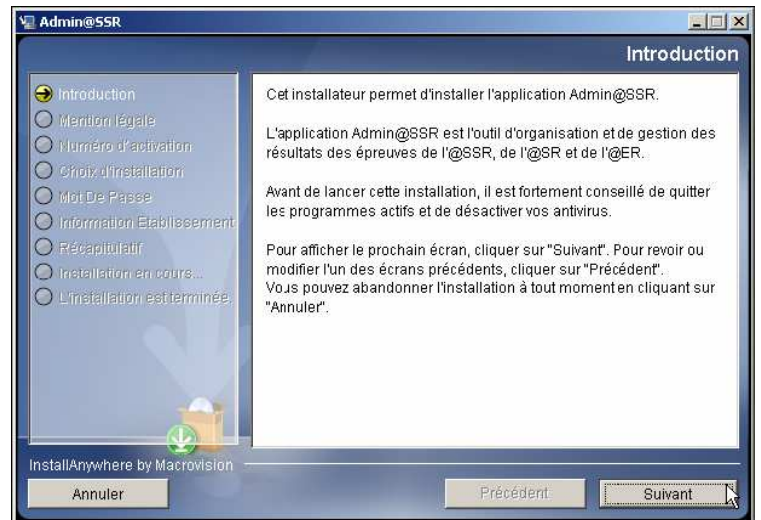 Admin@SSR
Introduction
Introduction
Mention légale
Numéro d'activation
Choix d'installation
Mot De Passe
Information Etablissement
Récapitulatif
Installation en cours...
L'installation est terminée.
Cet installateur permet d'installer l'application Admin@SSR.
L'application Admin@SSR est l'outil d'organisation et de gestion des
résultats des épreuves de l'@SSR, de l'@SR et de l'@ER.
Avant de lancer cette installation, il est fortement conseillé de quitter
les programmes actifs et de désactiver vos antivirus.
Pour afficher le prochain écran, cliquer sur "Suivant". Pour revoir ou
modifier l'un des écrans précédents, cliquer sur "Précédent".
Vous pouvez abandonner l'installation à tout moment en cliquant sur
"Annuler".
InstallAnywhere by Macrovision
Annuler
Précédent
Suivant